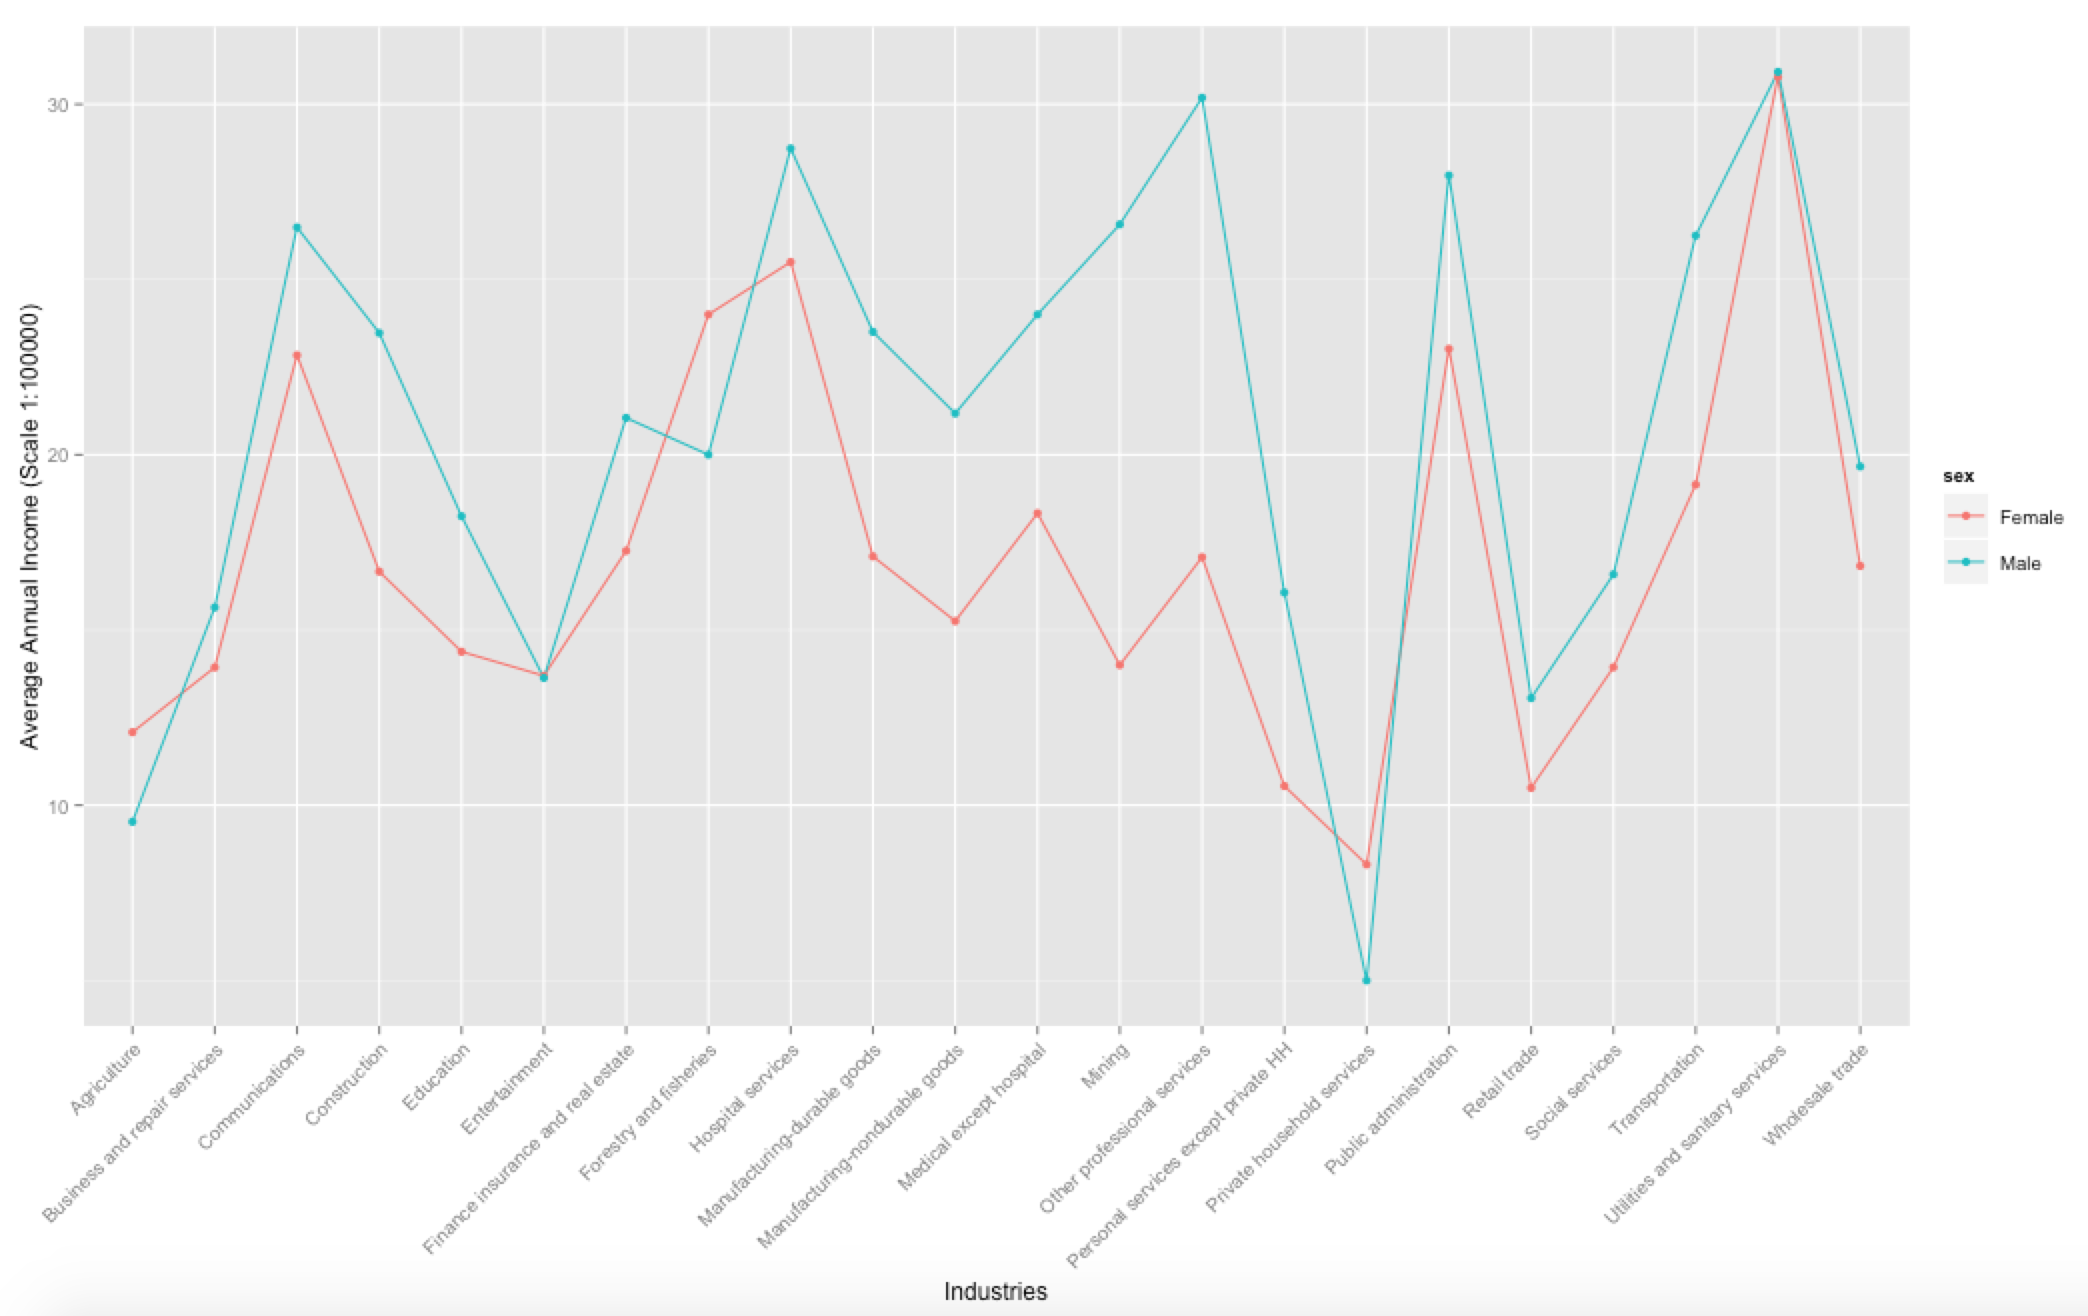 30
20
10
Average Annual Income (Scale 1:100000)
Agriculture
Business and repair services
Communications
Construction
Education
Entertainment
Finance insurance and real estate
Forestry and fisheries
Hospital services
Manufacturing-durable goods
Manufacturing-nondurable goods
Medical except hospital
Mining
Other professional services
Personal services except private HH
Private household services
Public administration
Retail trade
Social services
Transportation
Utilities and sanitary services
Wholesale trade
Industries
sex
Female
Male